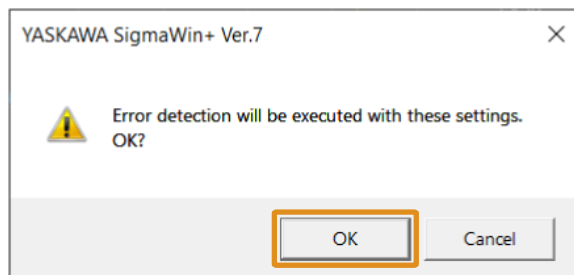 YASKAWA SigmaWin+ Ver.7
Error detection will be executed with these settings.
OK?
OK
Cancel